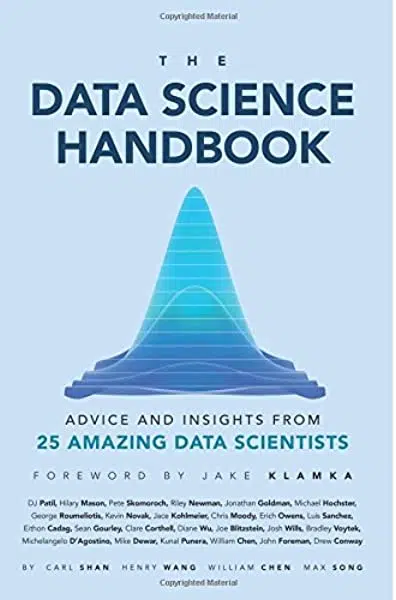 Copyrighted Material
THE
DATA SCIENCE
HANDBOOK
ADVICE AND INSIGHTS FROM
25 AMAZING DATA SCIENTISTS
FOREWORD BY JAKE KLAMKA
DJ Patil, Hilary Mason, Pete Skomoroch, Riley Newman, Jonathan Goldman, Michael Hochster,
George Roumeliotis, Kevin Novak, Jace Kohlmeier, Chris Moody, Erich Owens, Luis Sanchez,
Eithon Cadag, Sean Gourley, Clare Corthell, Diane Wu, Joe Blitzstein, Josh Wills, Bradley Voytek,
Michelangelo D'Agostino, Mike Dewar, Kunal Punera, William Chen, John Foreman, Drew Conway
BY CARL SHAN HENRY WANG WILLIAM CHEN MAX SONG
Copyrighted Material